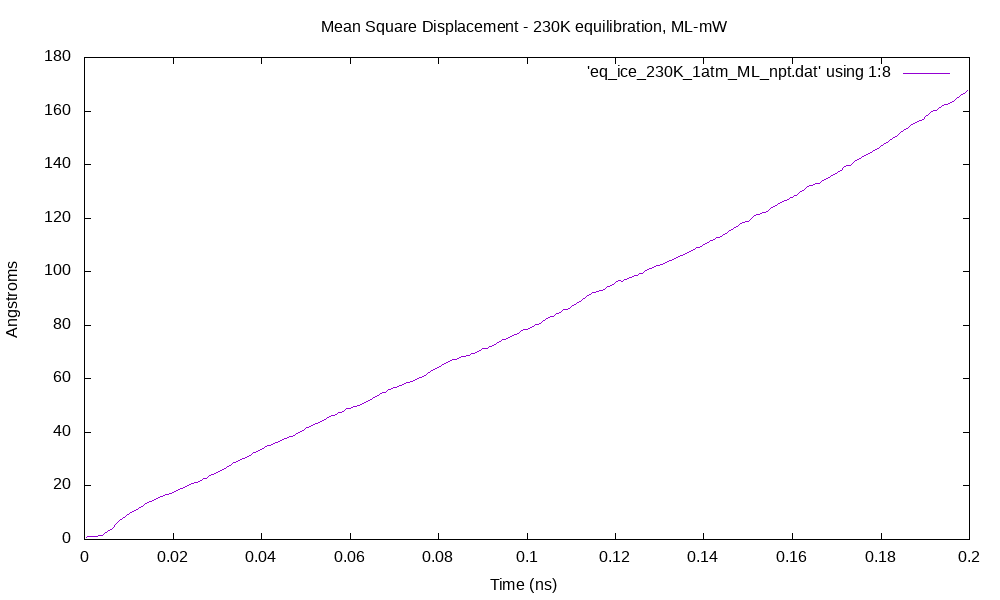 Mean Square Displacement - 230K equilibration, ML-mW
'eq_ice_230K_1atm_ML_npt.dat' using 1:8
180
160
140
120
100
80
60
40
20
0
Angstroms
0 0.02 0.04 0.06 0.08 0.1 0.12 0.14 0.16 0.18 0.2
Time (ns)